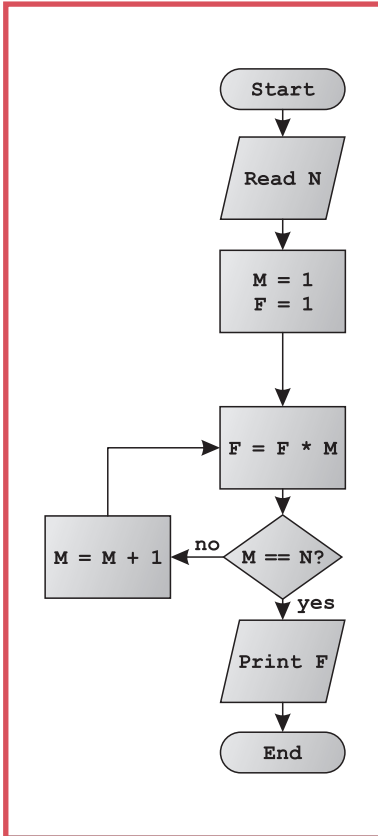 Start
Read N
M = 1
F = 1
F = F * M
M = M + 1
no
M == N?
yes
Print F
End